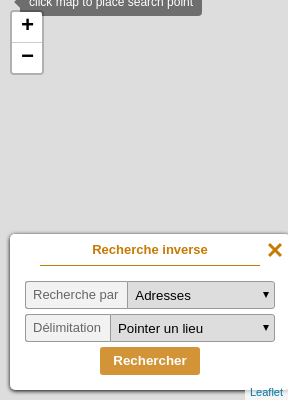 click map to place search point
+
−
Recherche inverse
×
Recherche par Adresses
Délimitation Pointer un lieu
Rechercher
Leaflet